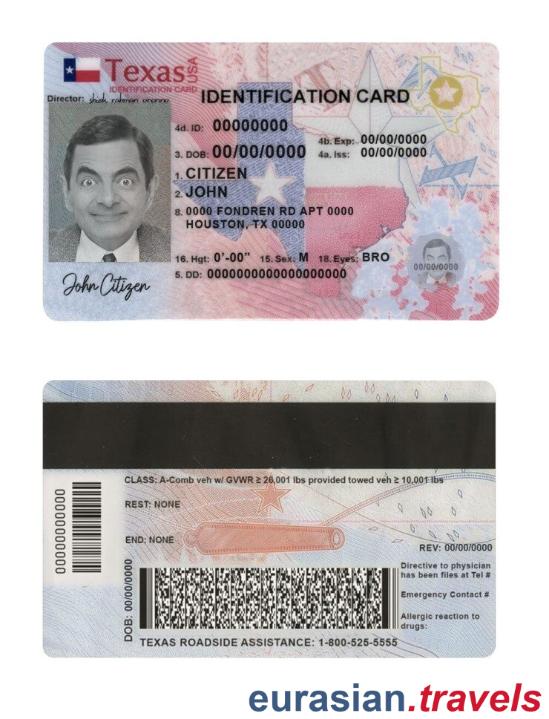 Texas USA
IDENTIFICATION CARD
Director:
IDENTIFICATION CARD
4d. ID: 00000000
4b. Exp: 00/00/0000
3. DOB: 00/00/0000
4a. Iss: 00/00/0000
1. CITIZEN
2. JOHN
8. 0000 FONDREN RD APT 0000
HOUSTON, TX 00000
16. Hgt: 0'-00" 15. Sex: M 18. Eyes: BRO
00/00/0000
5. DD: 00000000000000000000
John Citizen
CLASS: A-Comb veh w/ GVWR ≥ 26,001 lbs provided towed veh ≥ 10,001 lbs
00000000000
REST: NONE
END: NONE
REV: 00/00/0000
Directive to physician
has been files at Tel #
Emergency Contact #
Allergic reaction to
drugs:
DOB: 00/00/0000
TEXAS ROADSIDE ASSISTANCE: 1-800-525-5555
eurasian.travels